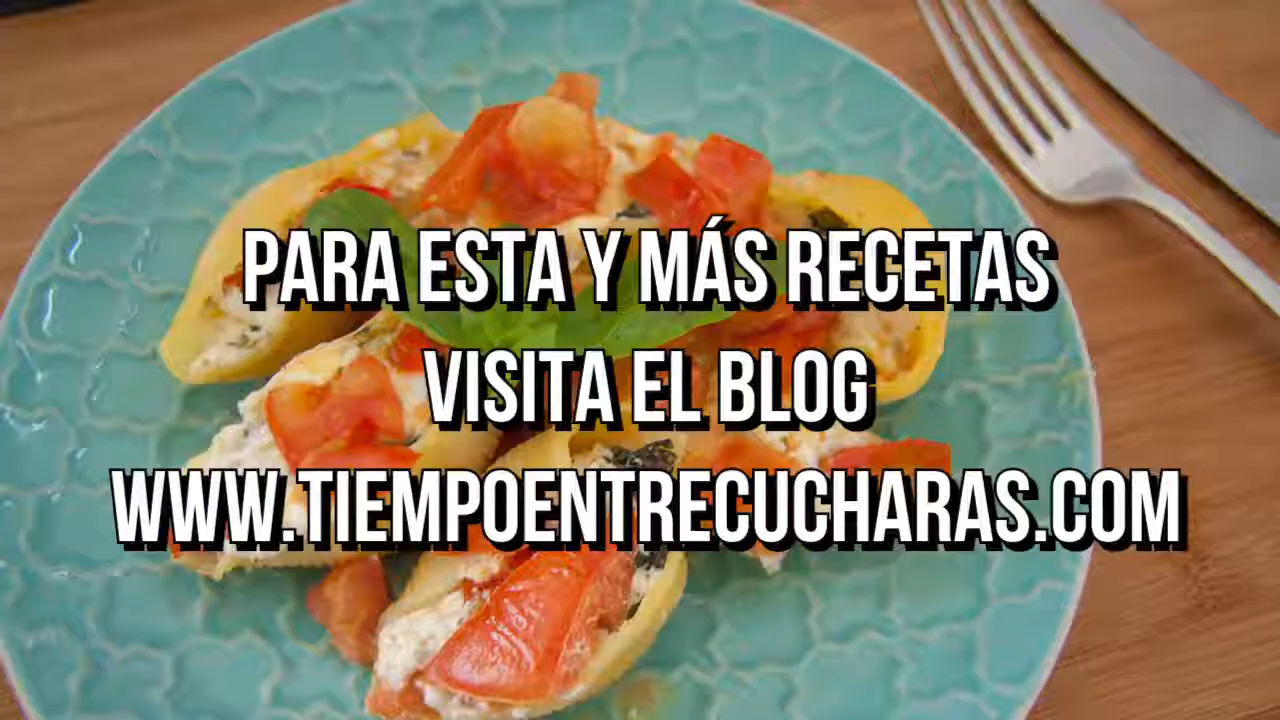 PARA ESTA Y MÁS RECETAS
VISITA EL BLOG
WWW.TIEMPOENTRECUCHARAS.COM